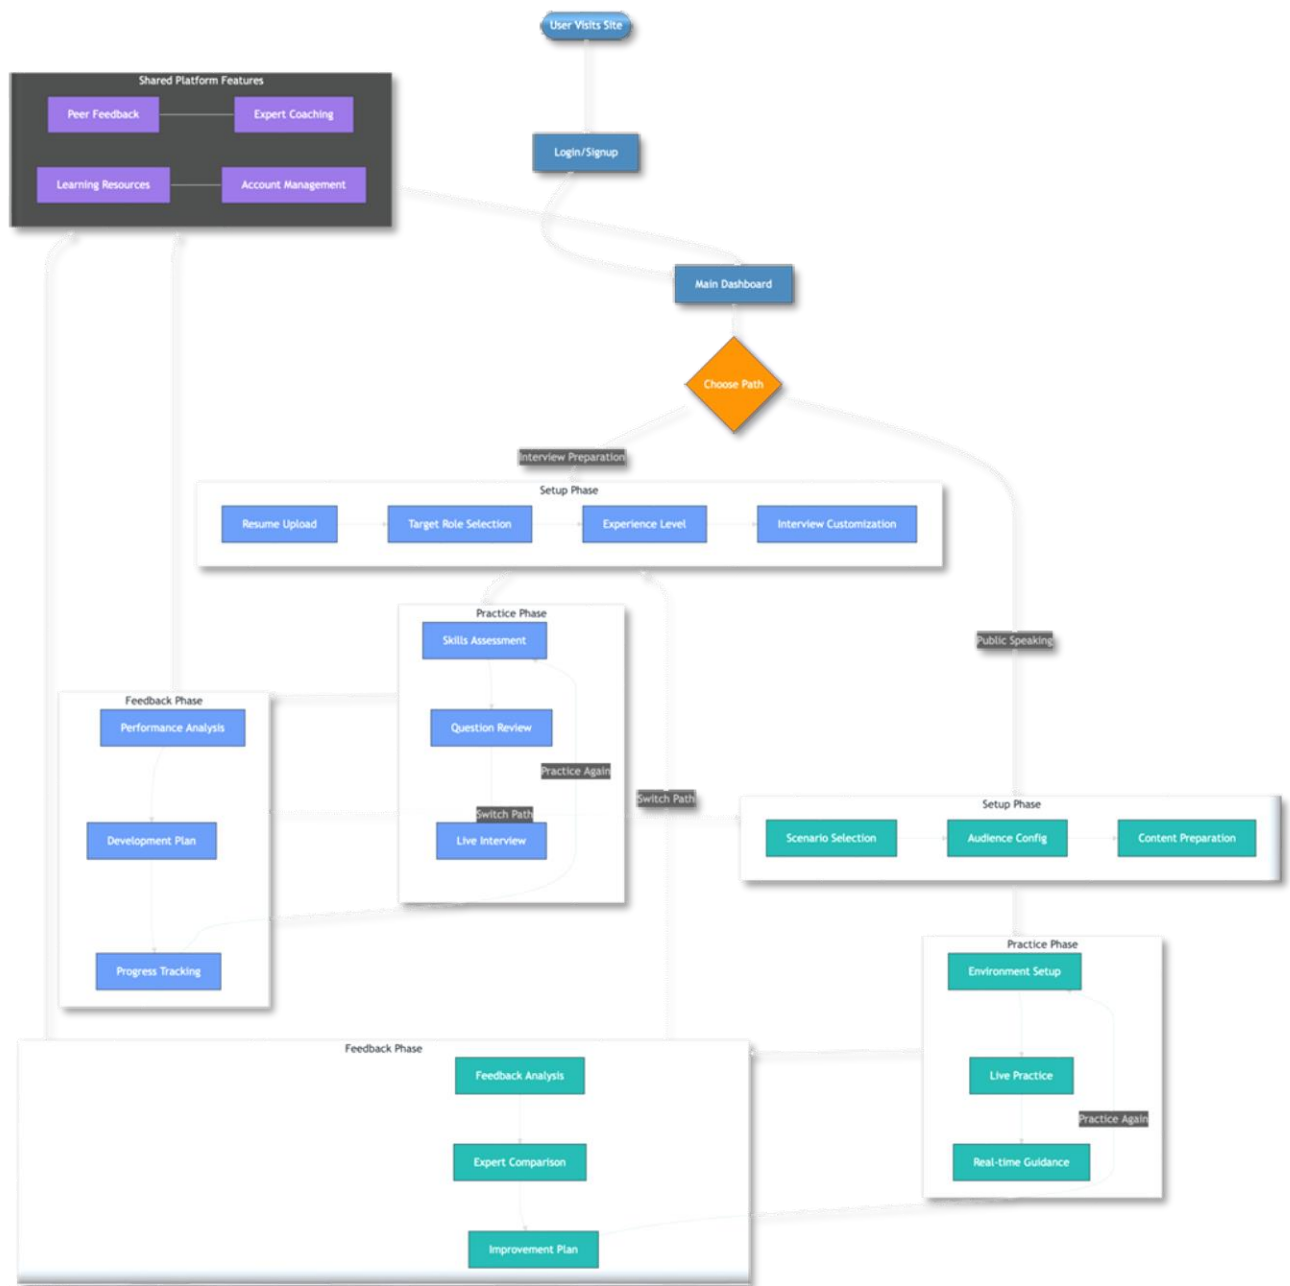 User Visits Site
Shared Platform Features
Peer Feedback
Expert Coaching
Learning Resources
Account Management
Login/Signup
Main Dashboard
Choose Path
Interview Preparation
Setup Phase
Resume Upload
Target Role Selection
Experience Level
Interview Customization
Practice Phase
Skills Assessment
Question Review
Practice Again
Switch Path
Live Interview
Feedback Phase
Performance Analysis
Development Plan
Progress Tracking
Switch Path
Public Speaking
Setup Phase
Scenario Selection
Audience Config
Content Preparation
Practice Phase
Environment Setup
Live Practice
Practice Again
Real-time Guidance
Feedback Phase
Feedback Analysis
Expert Comparison
Improvement Plan